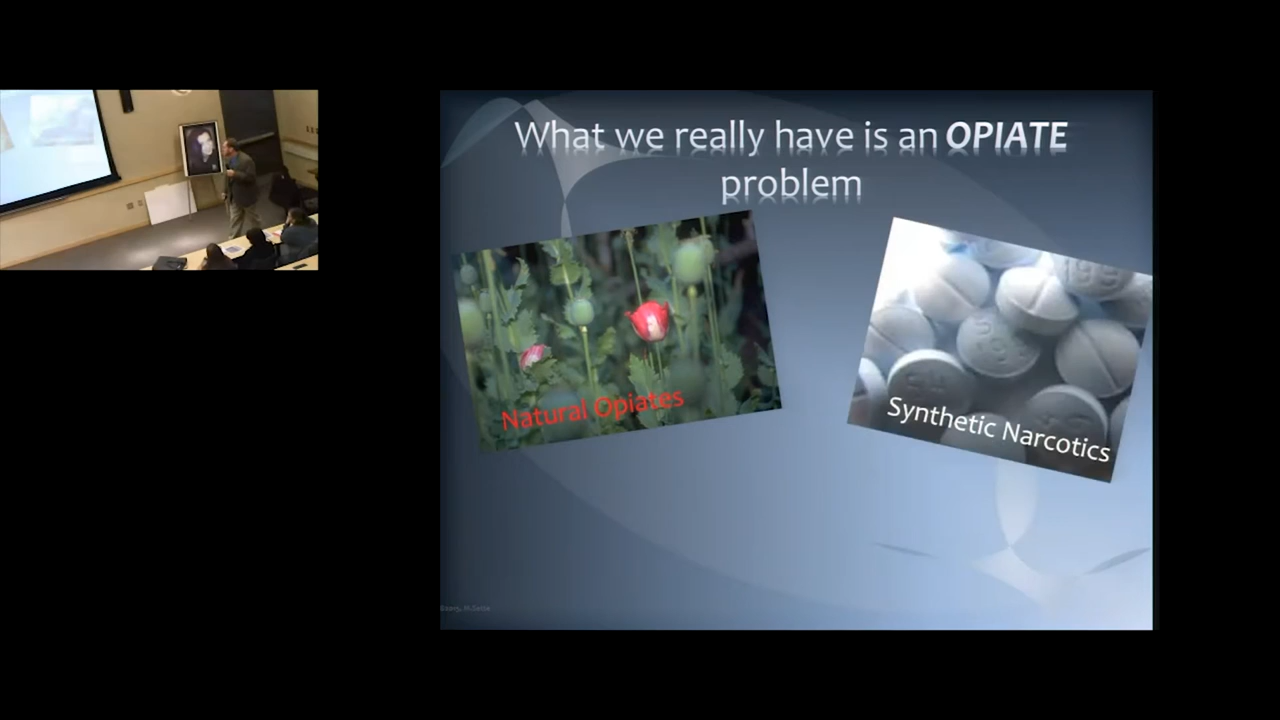 What we really have is an OPIATE
problem
Natural Opiates
Synthetic Narcotics